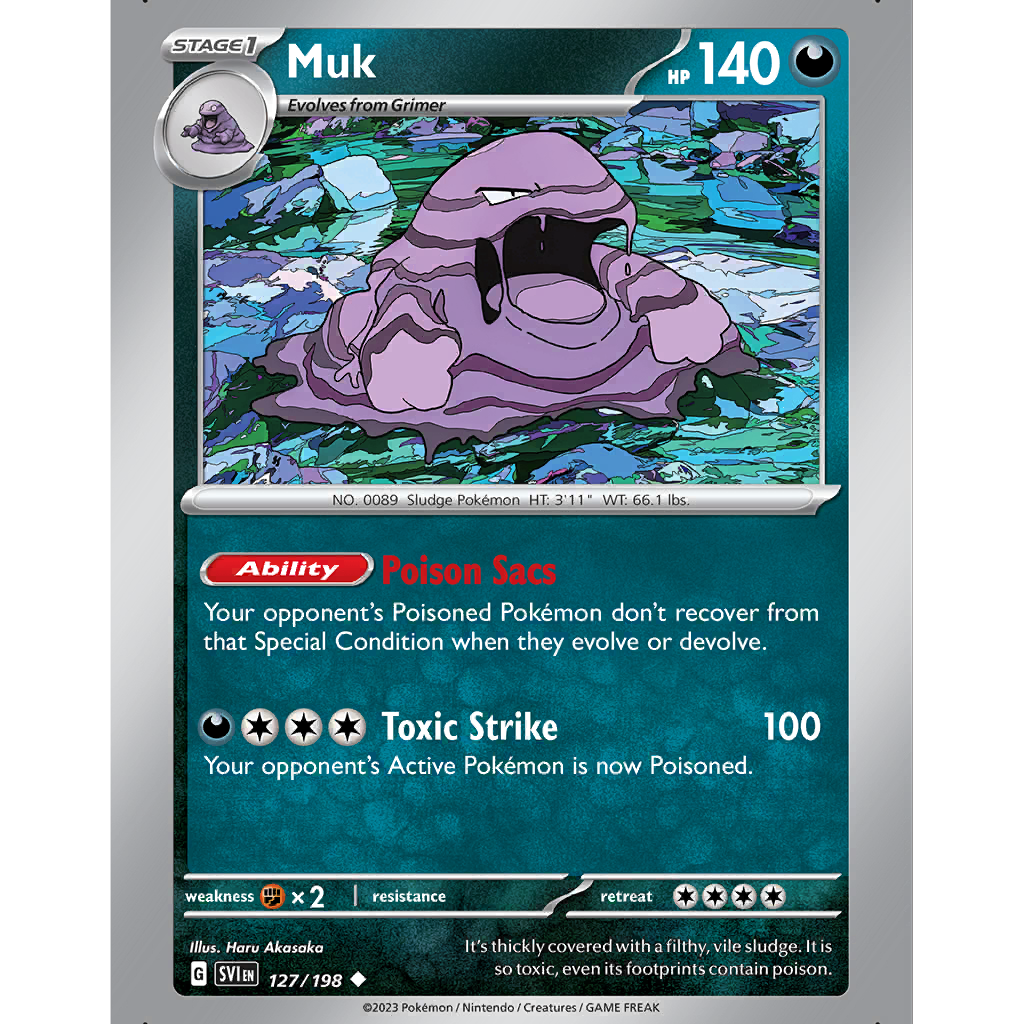 STAGE1
Muk
HP 140
Evolves from Grimer
NO. 0089 Sludge Pokémon HT: 3'11" WT: 66.1 lbs.
Ability Poison Sacs
Your opponent's Poisoned Pokémon don't recover from
that Special Condition when they evolve or devolve.
Toxic Strike 100
Your opponent's Active Pokémon is now Poisoned.
weakness ×2 resistance retreat
Illus. Haru Akasaka
It's thickly covered with a filthy, vile sludge. It is
so toxic, even its footprints contain poison.
G SVI EN 127/198
©2023 Pokémon / Nintendo / Creatures / GAME FREAK